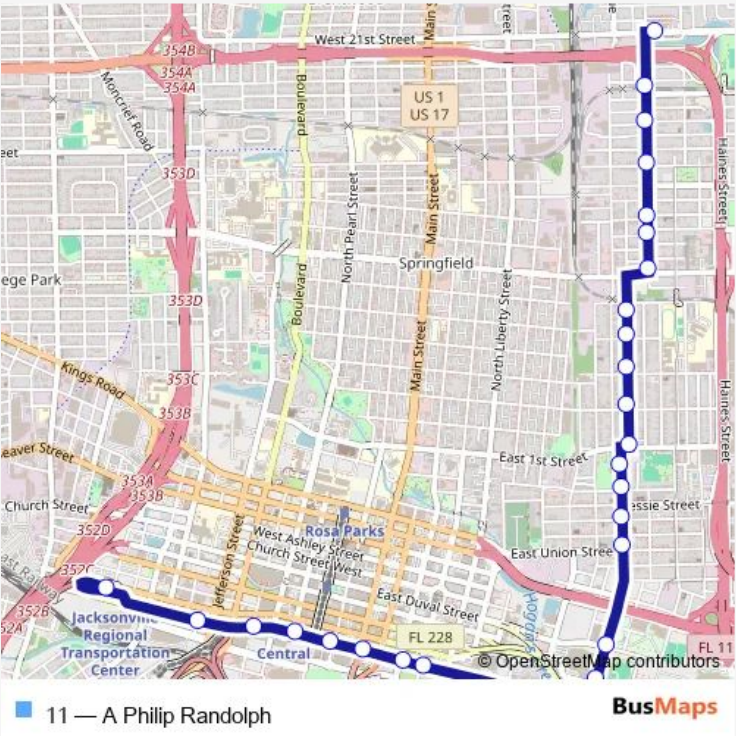 West 21st Street
354B
354A
354A
Moncrief Road
Boulevard
Main S
US 1
US 17
353D
Haines Street
North Pearl Street
Main Street
Springfield
ege Park
353D
Boulevard
North Liberty Street
Main Street
Kings Road
353C
353B
Haines Street
eaver Street
East 1st Street
353A
353B
Church Street
essie Street
352D
Rosa Parks
West Ashley Street
Church Street West
Jefferson Street
East Union Stree
352C
East Duval Street
352B
52A
Jacksonville
Regional
Transportation
Center
Central
FL 228
FL 11
© OpenStreetMap contributors
11 — A Philip Randolph
BusMaps